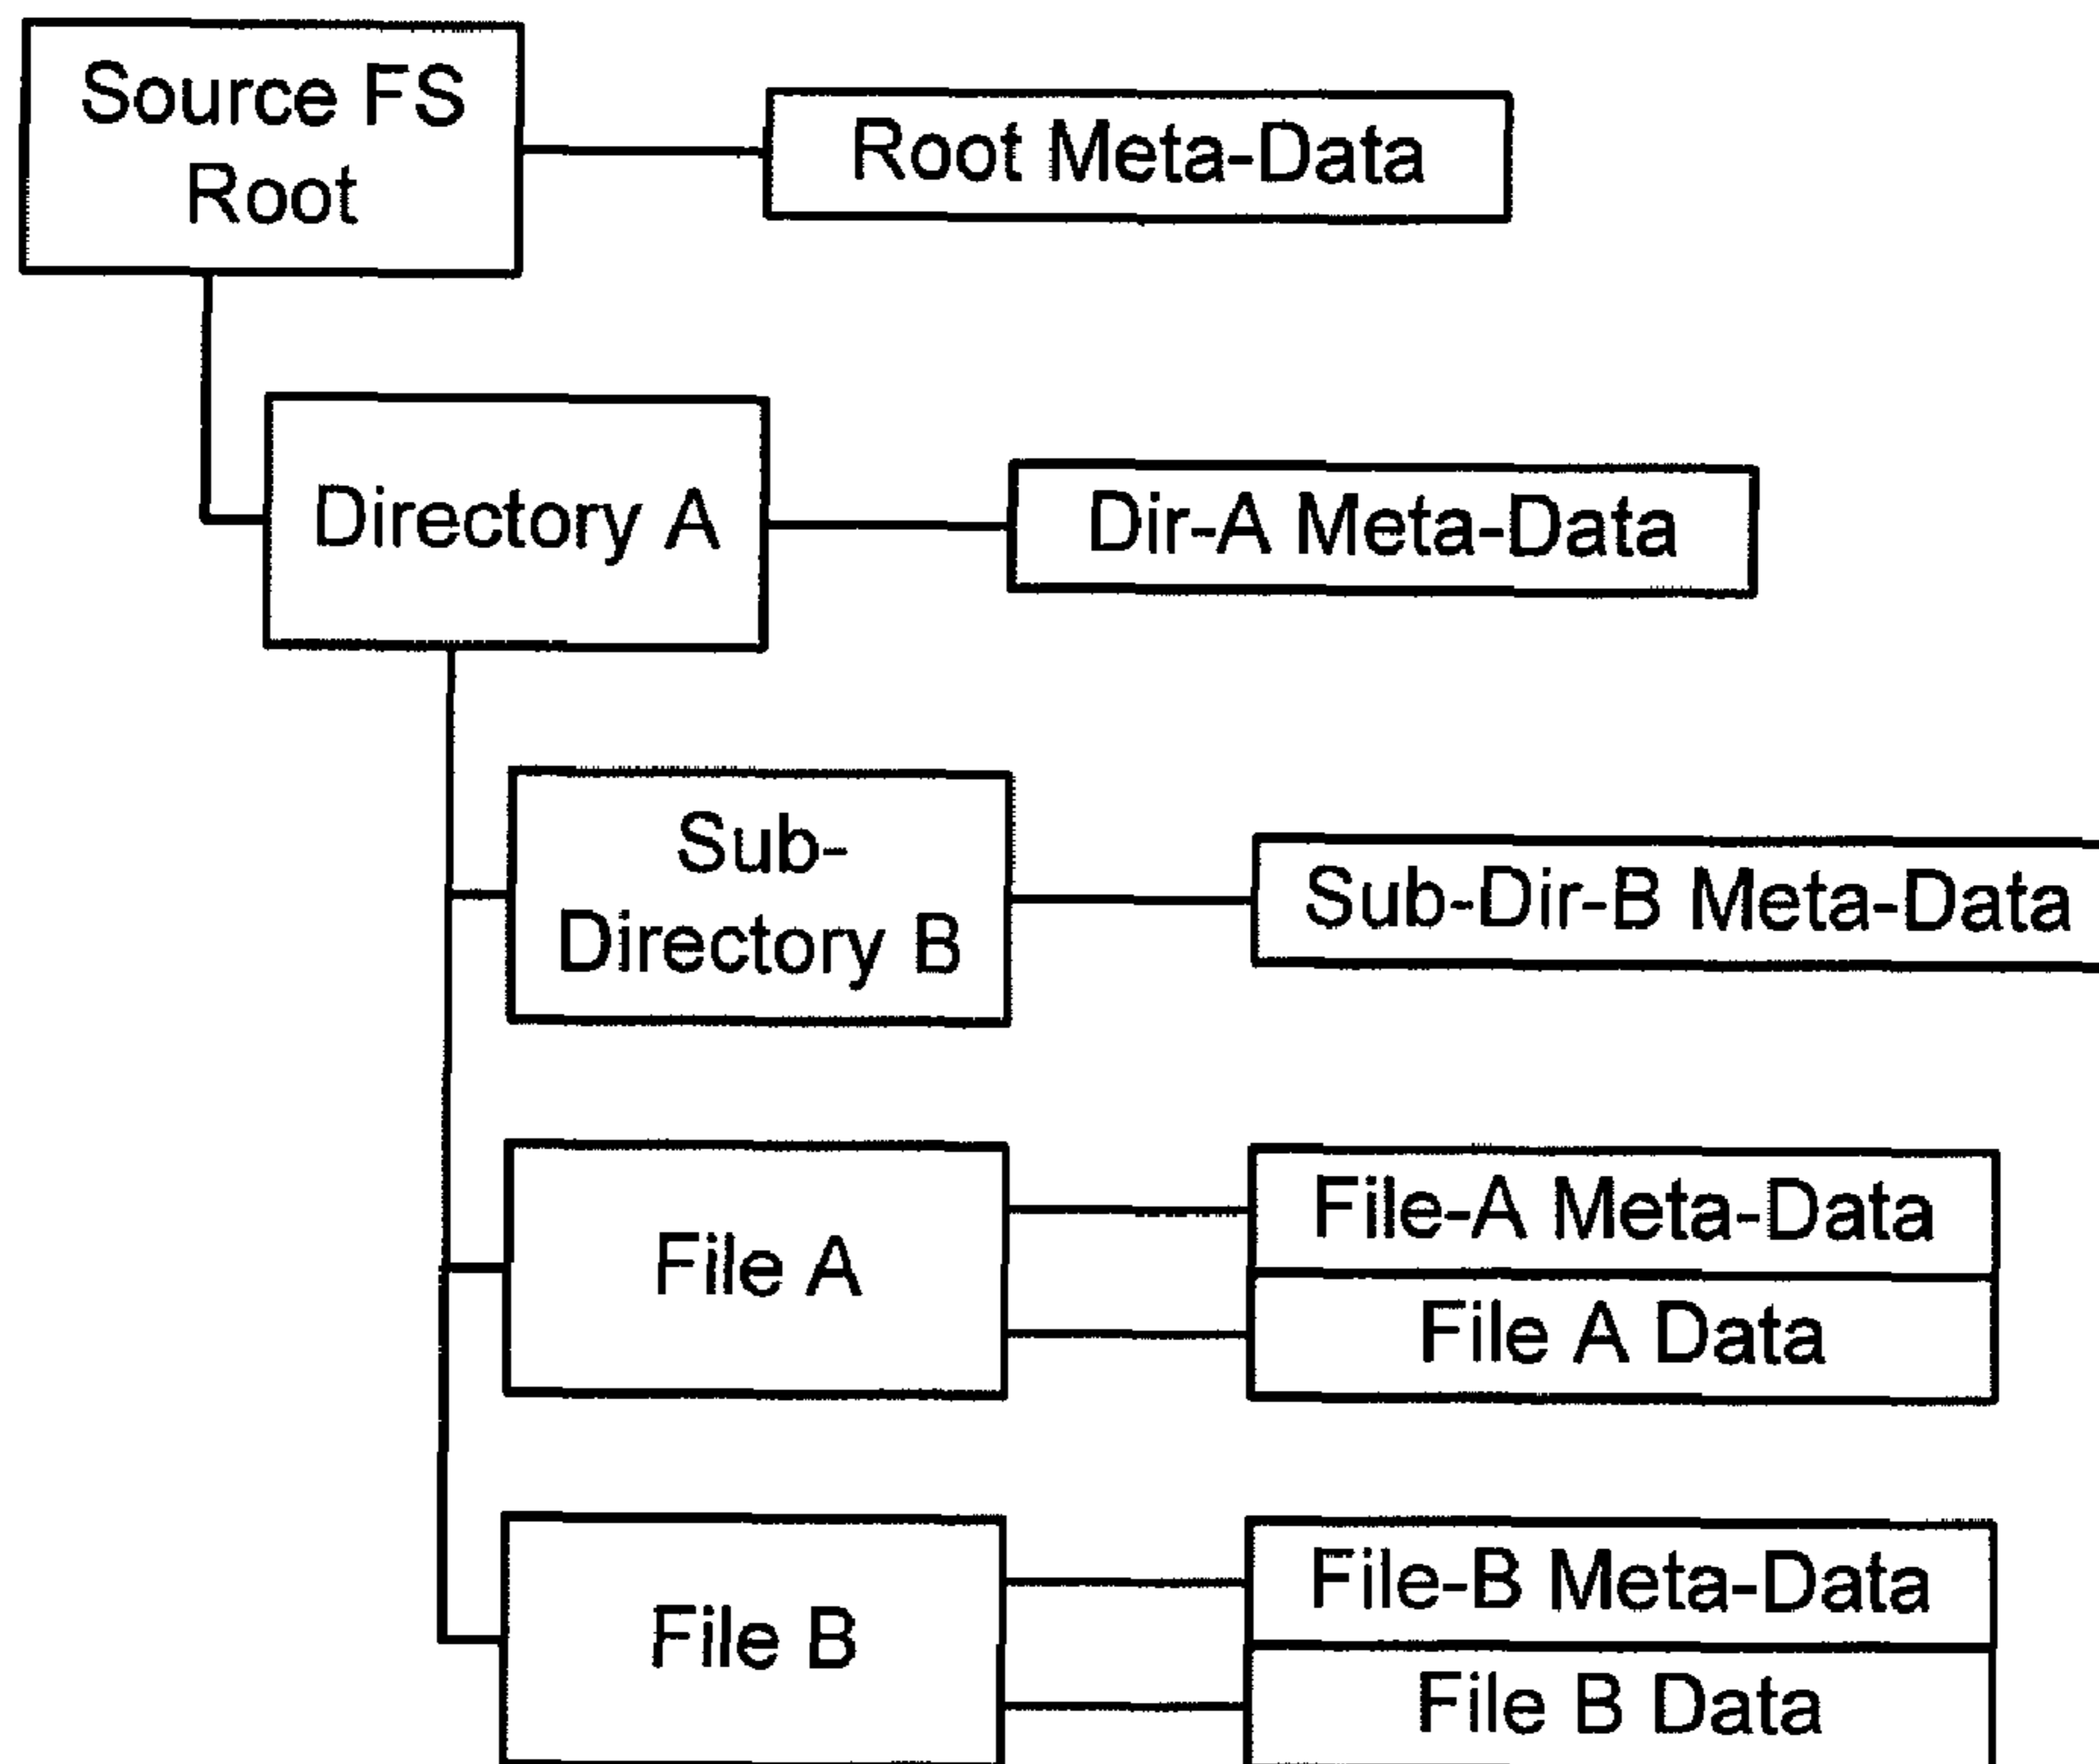 Source FS
Root
Root Meta-Data
Directory A
Dir-A Meta-Data
Sub-
Directory B
Sub-Dir-B Meta-Data
File A
File-A Meta-Data
File A Data
File B
File-B Meta-Data
File B Data